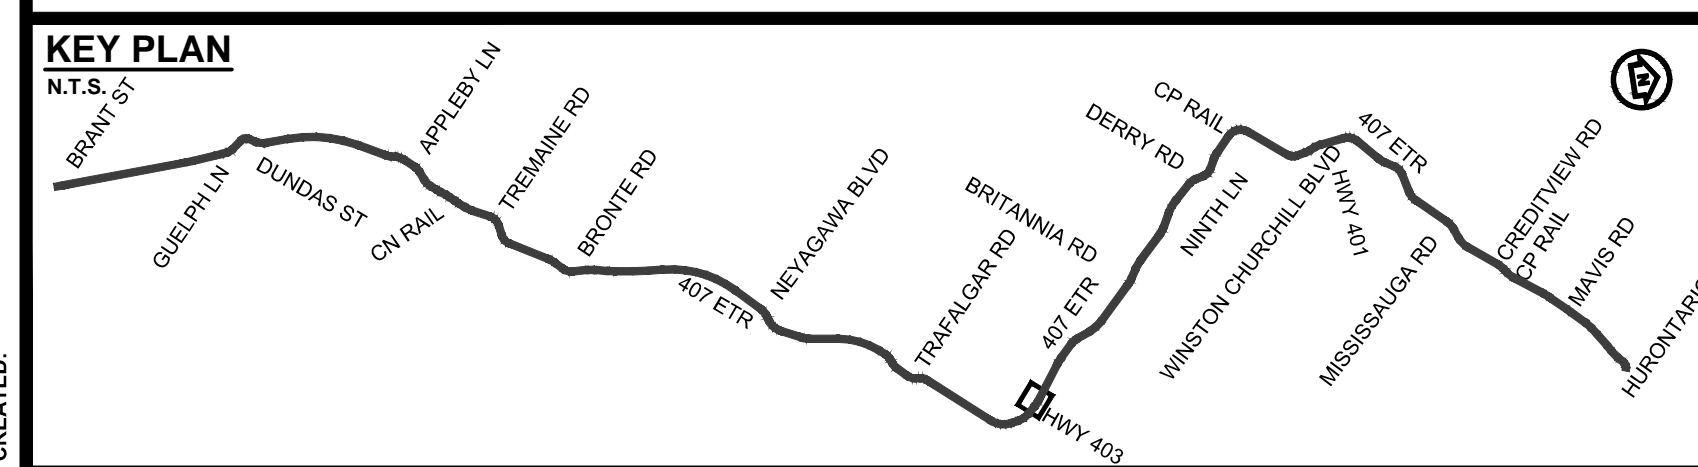 KEY PLAN
N.T.S.
BRANT ST
GUELPH LN
DUNDAS ST
APPLEBY LN
CN RAIL
TREMAINE RD
BRONTE RD
407 ETR
NEYAGAWA BLVD
TRAFALGAR RD
BRITANNIA RD
407 ETR
HWY 403
DERRY RD
CP RAIL
NINTH LN
WINSTON CHURCHILL BLVD
HWY 401
407 ETR
MISSISSAUGA RD
CREDITVIEW RD
CP RAIL
MAVIS RD
N